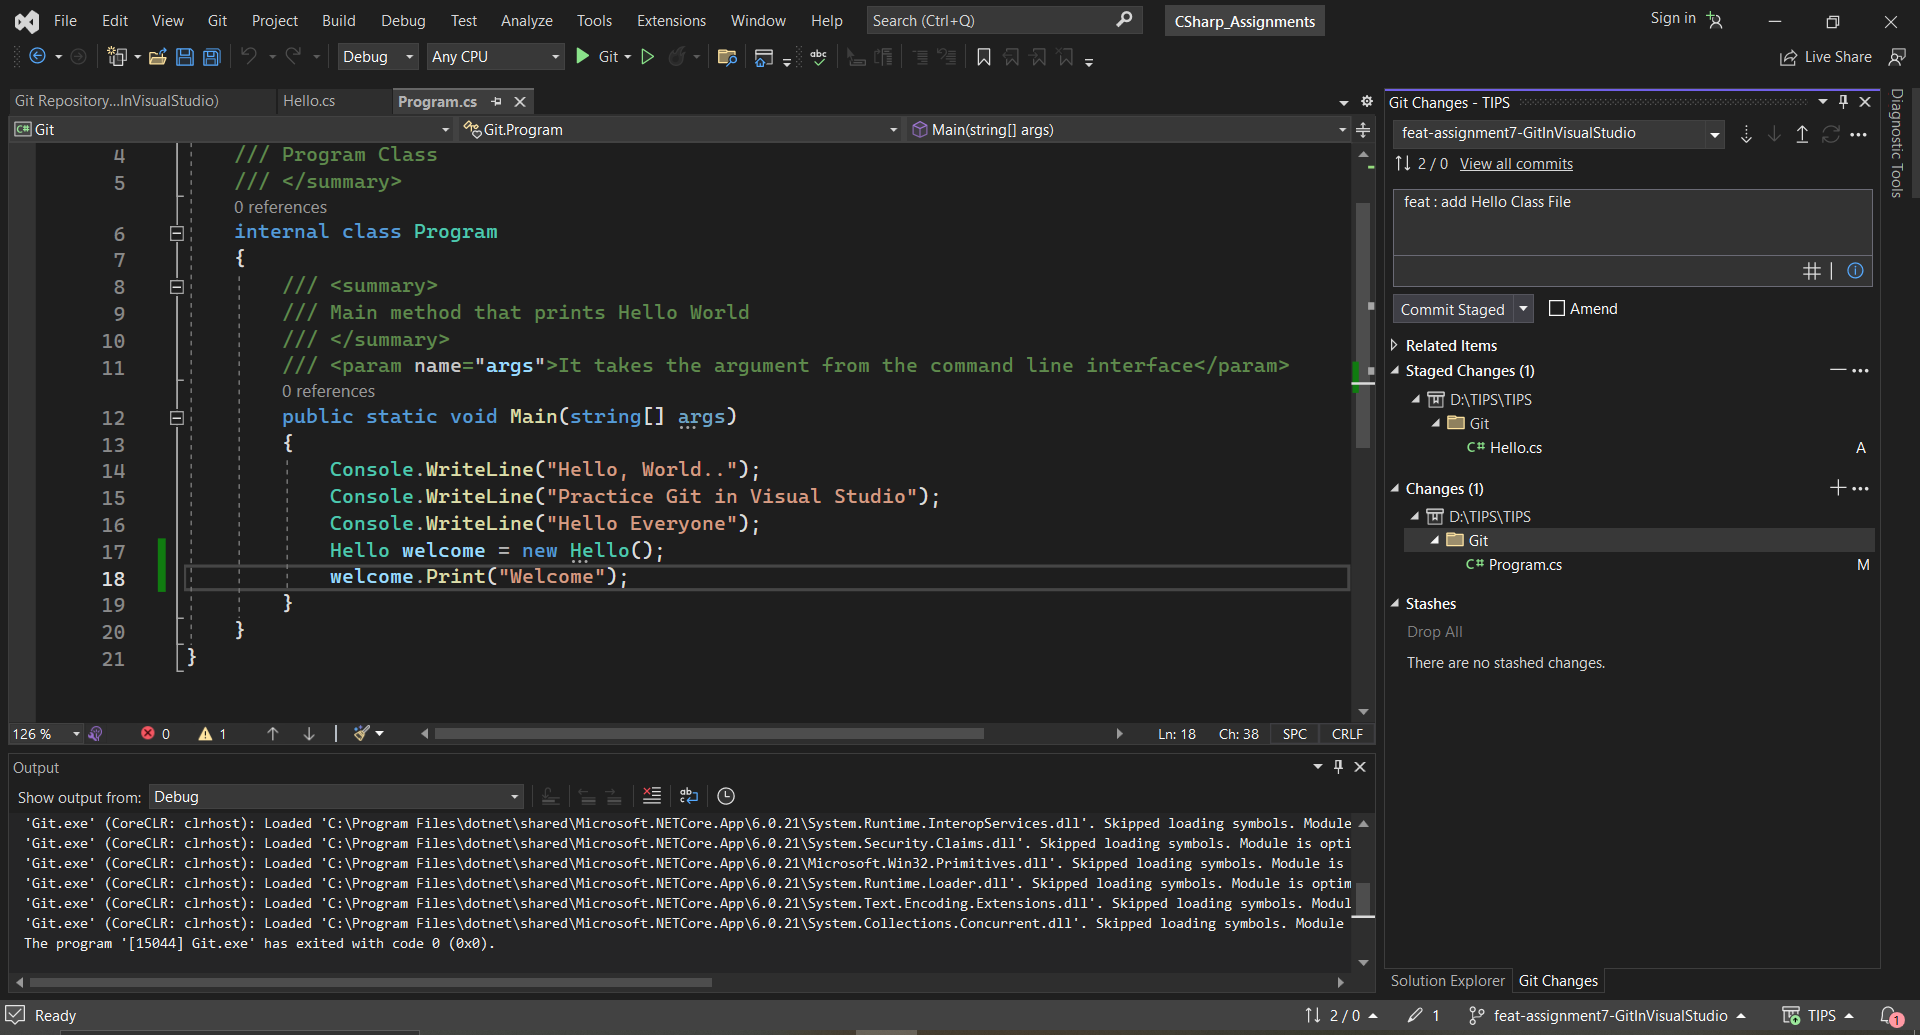 File Edit View Git Project Build Debug Test Analyze Tools Extensions Window Help Search (Ctrl+Q) CSharp_Assignments Sign in
Debug Any CPU Git Live Share
Git Repository...InVisualStudio) Hello.cs Program.cs
C# Git Git.Program Main(string[] args)
4 /// Program Class
5 /// </summary>
0 references
6 internal class Program
7 {
8 /// <summary>
9 /// Main method that prints Hello World
10 /// </summary>
11 /// <param name="args">It takes the argument from the command line interface</param>
0 references
12 public static void Main(string[] args)
13 {
14 Console.WriteLine("Hello, World..");
15 Console.WriteLine("Practice Git in Visual Studio");
16 Console.WriteLine("Hello Everyone");
17 Hello welcome = new Hello();
18 welcome.Print("Welcome");
19 }
20 }
21 }
126 % 0 1 Ln: 18 Ch: 38 SPC CRLF
Output
Show output from: Debug
'Git.exe' (CoreCLR: clrhost): Loaded 'C:\Program Files\dotnet\shared\Microsoft.NETCore.App\6.0.21\System.Runtime.InteropServices.dll'. Skipped loading symbols. Module
'Git.exe' (CoreCLR: clrhost): Loaded 'C:\Program Files\dotnet\shared\Microsoft.NETCore.App\6.0.21\System.Security.Claims.dll'. Skipped loading symbols. Module is opti
'Git.exe' (CoreCLR: clrhost): Loaded 'C:\Program Files\dotnet\shared\Microsoft.NETCore.App\6.0.21\Microsoft.Win32.Primitives.dll'. Skipped loading symbols. Module is
'Git.exe' (CoreCLR: clrhost): Loaded 'C:\Program Files\dotnet\shared\Microsoft.NETCore.App\6.0.21\System.Runtime.Loader.dll'. Skipped loading symbols. Module is optim
'Git.exe' (CoreCLR: clrhost): Loaded 'C:\Program Files\dotnet\shared\Microsoft.NETCore.App\6.0.21\System.Text.Encoding.Extensions.dll'. Skipped loading symbols. Modul
'Git.exe' (CoreCLR: clrhost): Loaded 'C:\Program Files\dotnet\shared\Microsoft.NETCore.App\6.0.21\System.Collections.Concurrent.dll'. Skipped loading symbols. Module
The program '[15044] Git.exe' has exited with code 0 (0x0).
Git Changes - TIPS
feat-assignment7-GitInVisualStudio
2 / 0 View all commits
feat : add Hello Class File
Commit Staged Amend
Related Items
Staged Changes (1)
D:\TIPS\TIPS
Git
C# Hello.cs A
Changes (1)
D:\TIPS\TIPS
Git
C# Program.cs M
Stashes
Drop All
There are no stashed changes.
Solution Explorer Git Changes
Diagnostic Tools
Ready 2 / 0 1 feat-assignment7-GitInVisualStudio TIPS 1